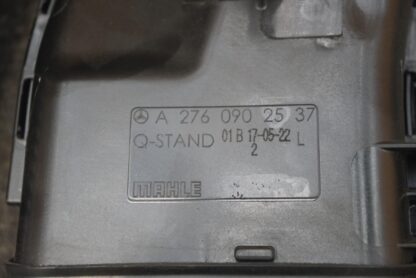 A 276 090 25 37
Q-STAND 01 B 17-05-22 L
2
MAHLE